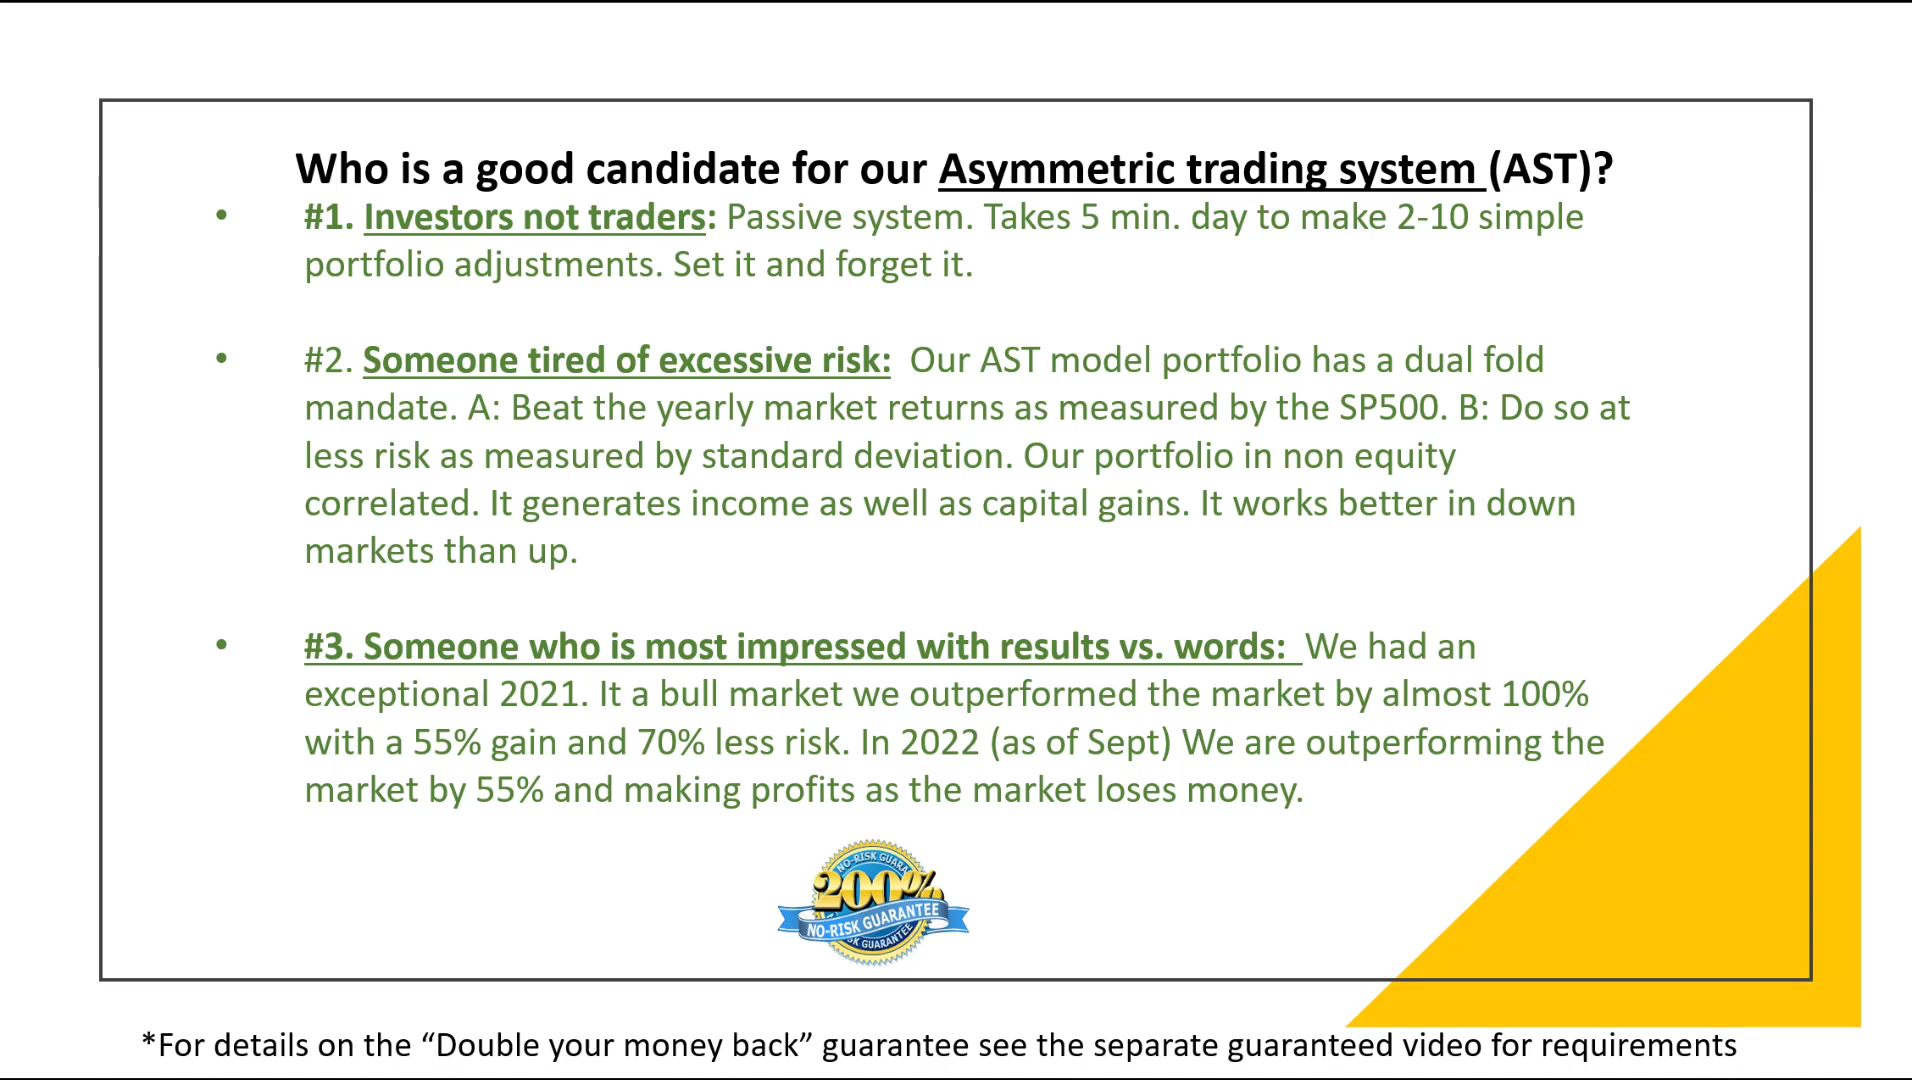 Who is a good candidate for our Asymmetric trading system (AST)?
• #1. Investors not traders: Passive system. Takes 5 min. day to make 2-10 simple
portfolio adjustments. Set it and forget it.
• #2. Someone tired of excessive risk: Our AST model portfolio has a dual fold
mandate. A: Beat the yearly market returns as measured by the SP500. B: Do so at
less risk as measured by standard deviation. Our portfolio in non equity
correlated. It generates income as well as capital gains. It works better in down
markets than up.
• #3. Someone who is most impressed with results vs. words: We had an
exceptional 2021. It a bull market we outperformed the market by almost 100%
with a 55% gain and 70% less risk. In 2022 (as of Sept) We are outperforming the
market by 55% and making profits as the market loses money.
NO-RISK GUARA
200%
NO-RISK GUARANTEE
SK GUARANTEE
*For details on the “Double your money back” guarantee see the separate guaranteed video for requirements